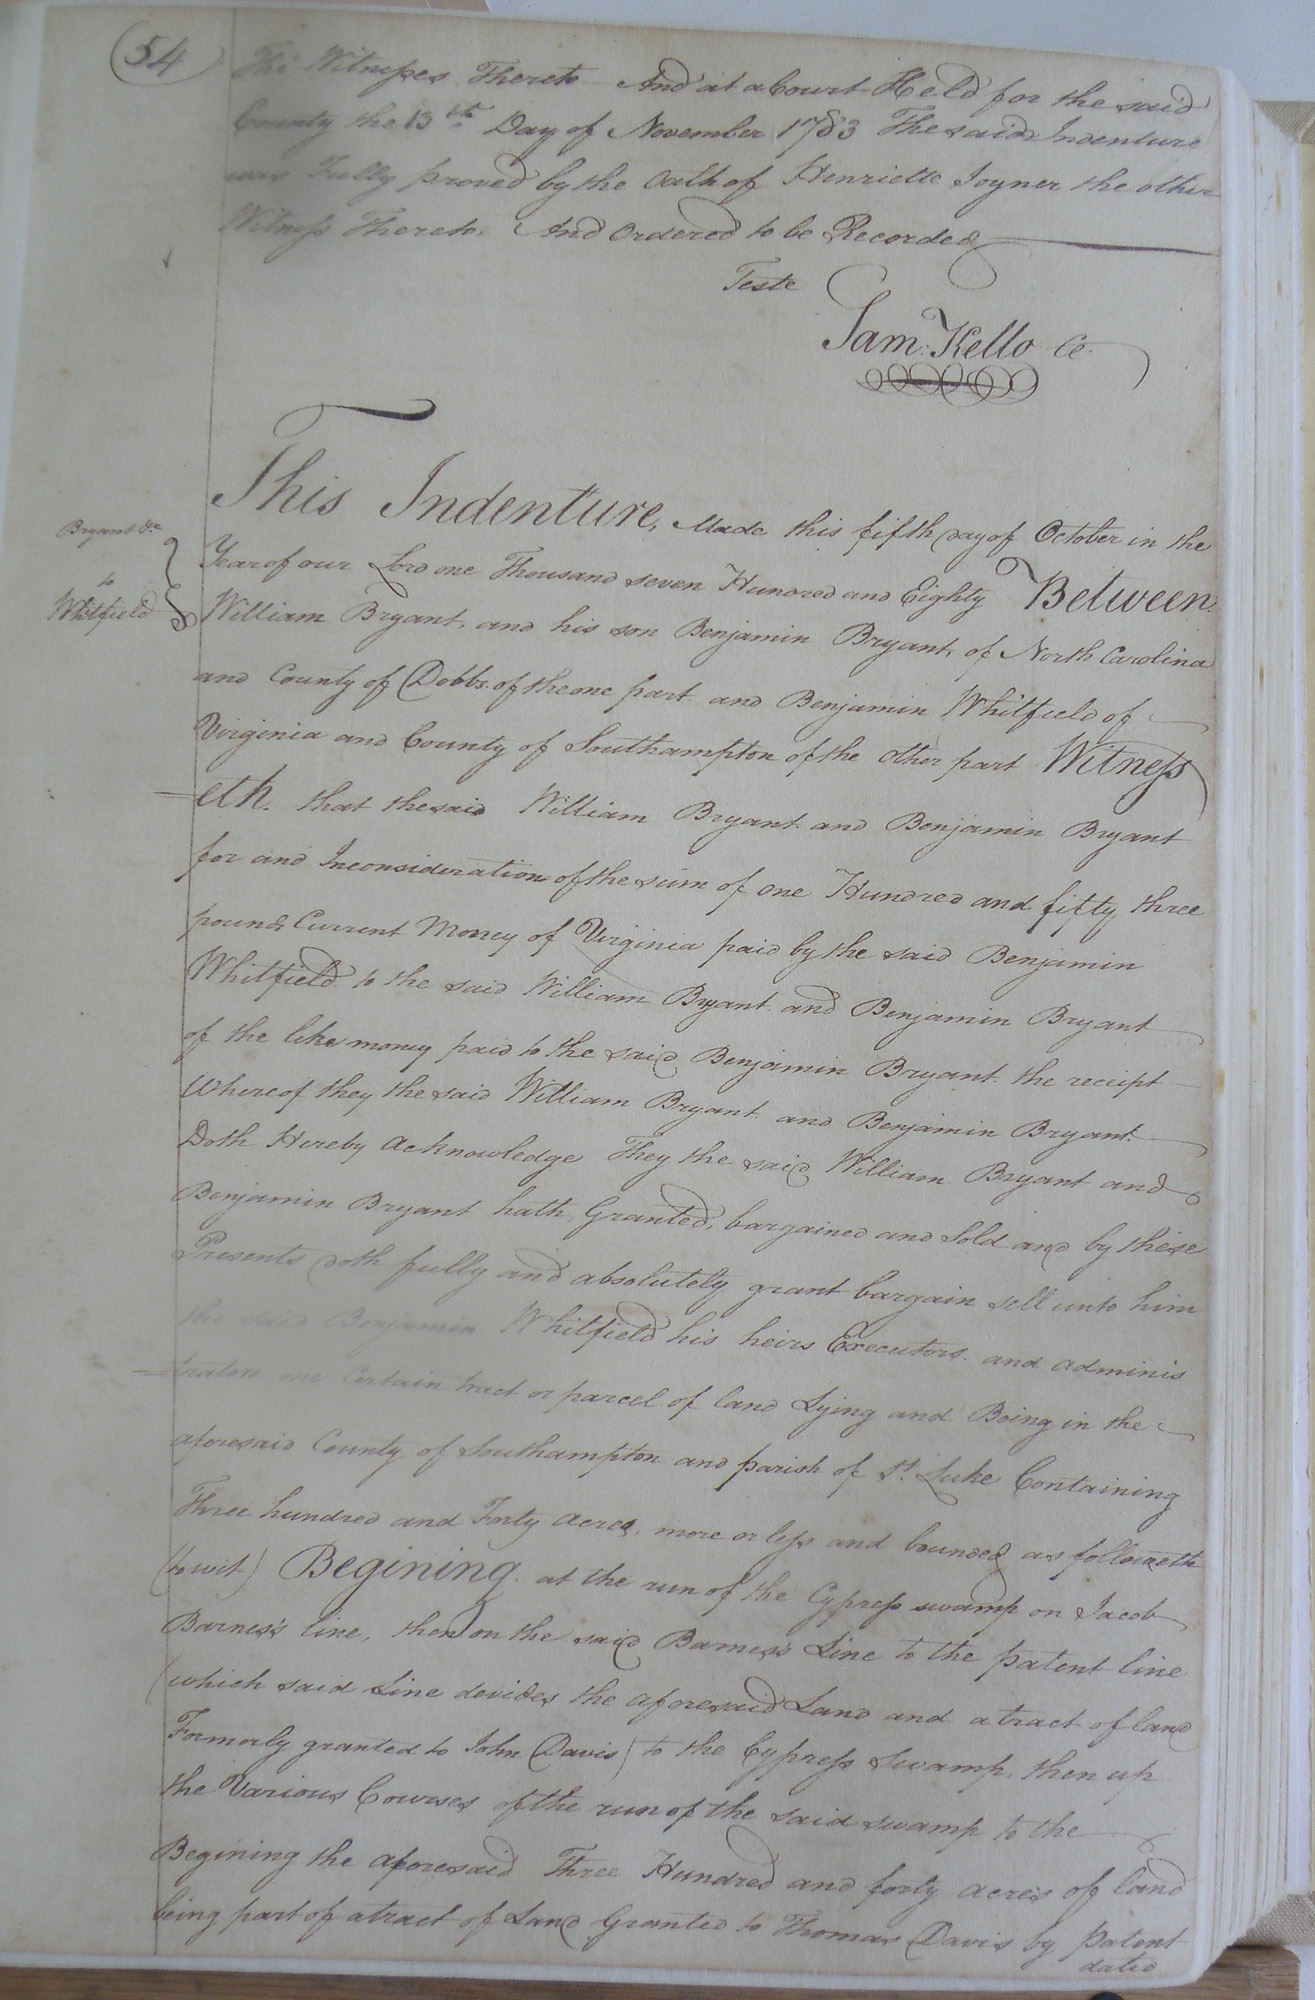 54
The Witnesses Thereto And at a Court Held for the said
County the 13th Day of November 1783 The said Indenture
was Fully proved by the Oath of Henriette Joyner the other
Witness Thereto. And Ordered to be Recorded
Teste
Sam: Kello Cc
This Indenture, Made this fifth day of October in the
Bryant &c
to
Whitfield
Year of our Lord one Thousand seven Hundred and Eighty Between
William Bryant, and his son Benjamin Bryant, of North Carolina
and County of Dobbs of the one part and Benjamin Whitfield of
Virginia and County of Southampton of the other part Witness
eth. that the said William Bryant and Benjamin Bryant
for and Inconsideration of the sum of one Hundred and fifty three
pounds Current Money of Virginia paid by the said Benjamin
Whitfield to the said William Bryant and Benjamin Bryant
of the like money paid to the said Benjamin Bryant the receipt
Whereof they the said William Bryant and Benjamin Bryant
Doth Hereby Acknowledge They the said William Bryant and
Benjamin Bryant hath Granted, bargained and Sold and by these
Presents doth fully and absolutely grant bargain sell unto him
the said Benjamin Whitfield his heirs Executors and adminis
trators one Certain tract or parcel of land Lying and Being in the
aforesaid County of Southampton and parish of St. Luke Containing
Three hundred and Forty Acres, more or less and bounded as followeth
(to wit) Begining at the run of the Cypress swamp on Jacob
Barnes's line, then on the said Barnes's Line to the patent line
(which said Line devides the aforesaid Land and a tract of land
Formerly granted to John Davis) to the Cypress Swamp, then up
the Various Courses of the run of the said swamp to the
Begining the aforesaid Three Hundred and forty acres of land
being part of a tract of Land Granted to Thomas Davis by patent
dated